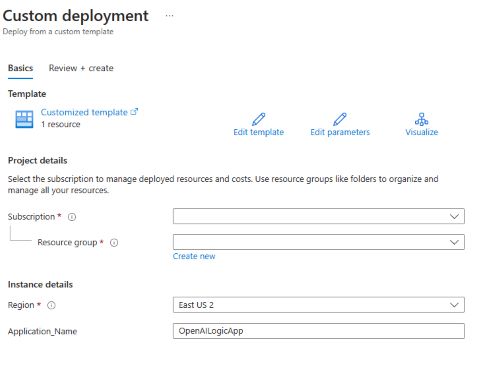 Custom deployment ...
Deploy from a custom template
Basics Review + create
Template
Customized template
1 resource
Edit template Edit parameters Visualize
Project details
Select the subscription to manage deployed resources and costs. Use resource groups like folders to organize and
manage all your resources.
Subscription *
Resource group *
Create new
Instance details
Region * East US 2
Application_Name OpenAILogicApp